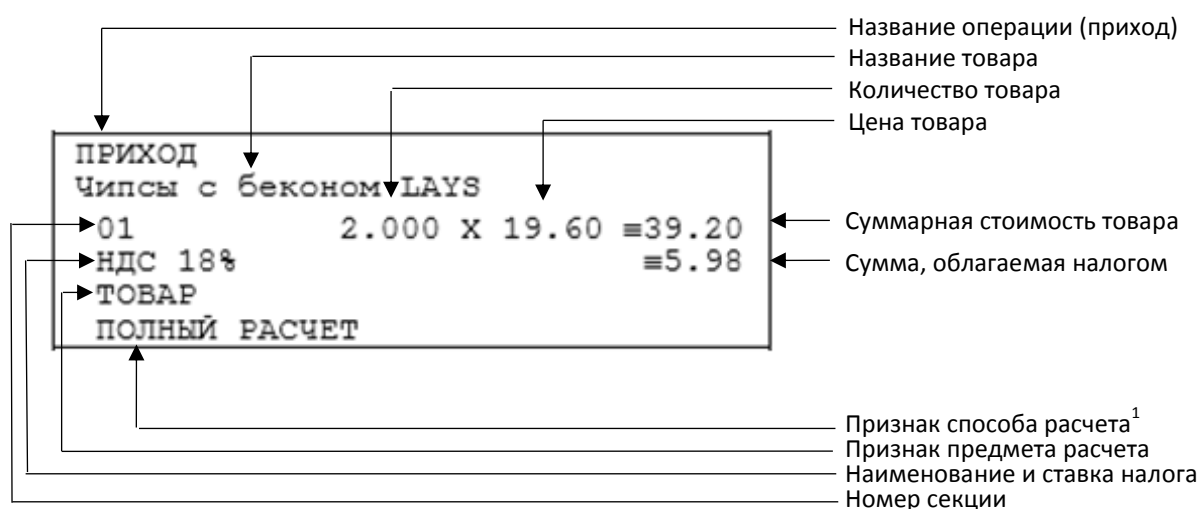 Название операции (приход)
Название товара
Количество товара
Цена товара
ПРИХОД
Чипсы с беконом LAYS
01 2.000 X 19.60 ≡39.20
Суммарная стоимость товара
НДС 18% ≡5.98
Сумма, облагаемая налогом
ТОВАР
ПОЛНЫЙ РАСЧЕТ
Признак способа расчета1
Признак предмета расчета
Наименование и ставка налога
Номер секции